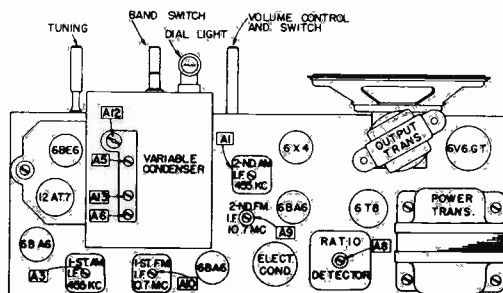 TUNING
BAND SWITCH
DIAL LIGHT
VOLUME CONTROL
AND SWITCH
A12
6BE6
A5
VARIABLE
CONDENSER
12AT7
A13
A6
6BA6
A3
1-ST. AM
I.F.
455 KC
1-ST. FM
I.F.
10.7 MC
A10
6BA6
A1
2-ND. AM
I.F.
455 KC
2-ND. FM
I.F.
10.7 MC
A9
6X4
6BA6
ELECT.
COND.
OUTPUT
TRANS.
6T8
RATIO
DETECTOR
A8
6V6.GT.
POWER
TRANS.